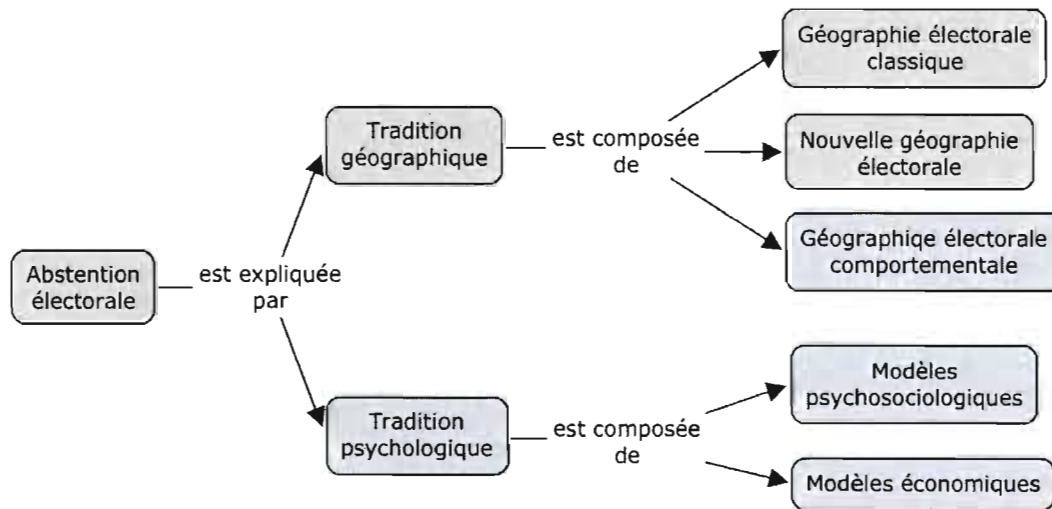 Abstention
électorale
est expliquée
par
Tradition
géographique
est composée
de
Géographie électorale
classique
Nouvelle géographie
électorale
Géographiqe électorale
comportementale
Tradition
psychologique
est composée
de
Modèles
psychosociologiques
Modèles économiques